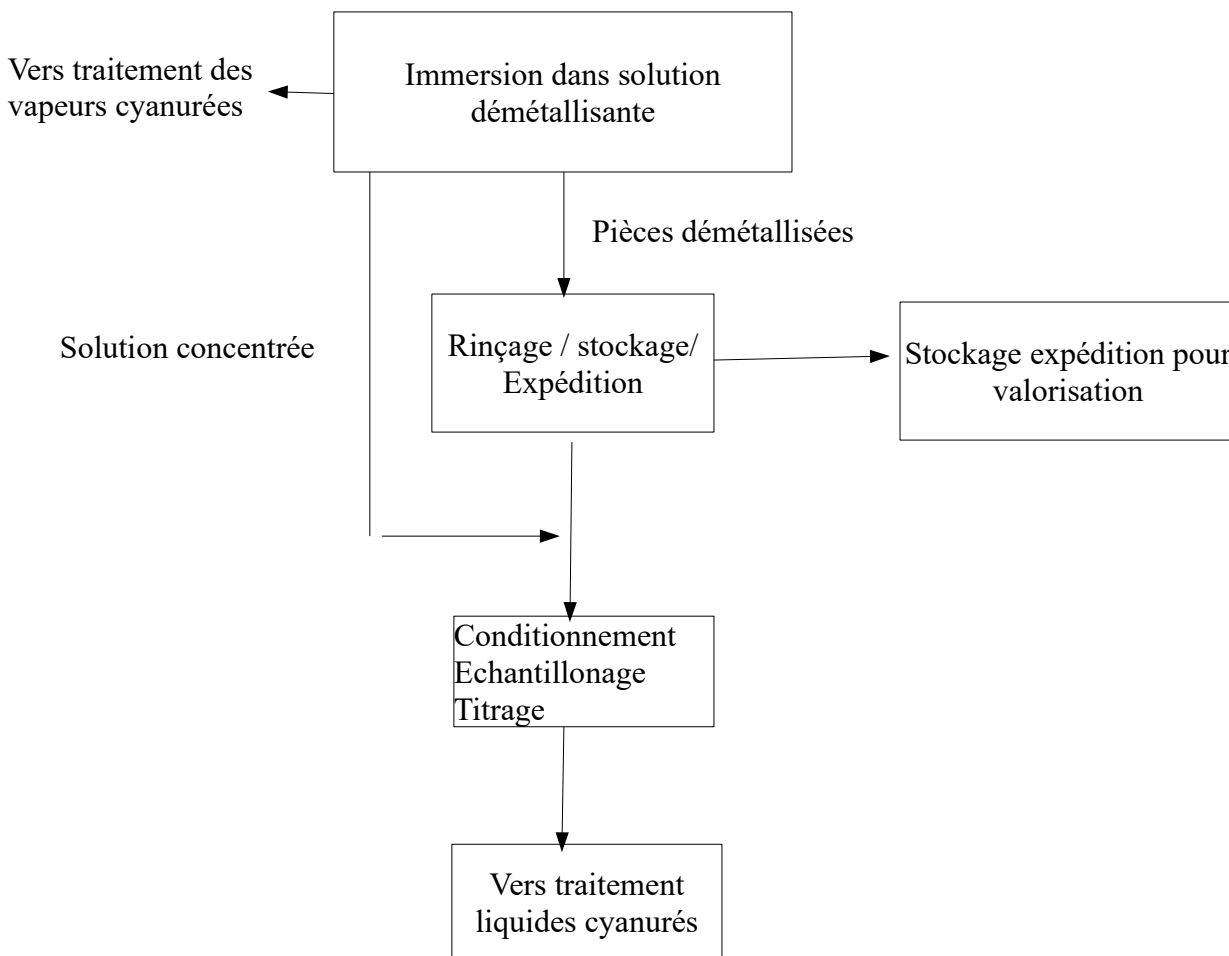 Immersion dans solution
démétallisante
Vers traitement des
vapeurs cyanurées
Pièces démétallisées
Solution concentrée
Rinçage / stockage/
Expédition
Stockage expédition pour
valorisation
Conditionnement
Echantillonage
Titrage
Vers traitement
liquides cyanurés